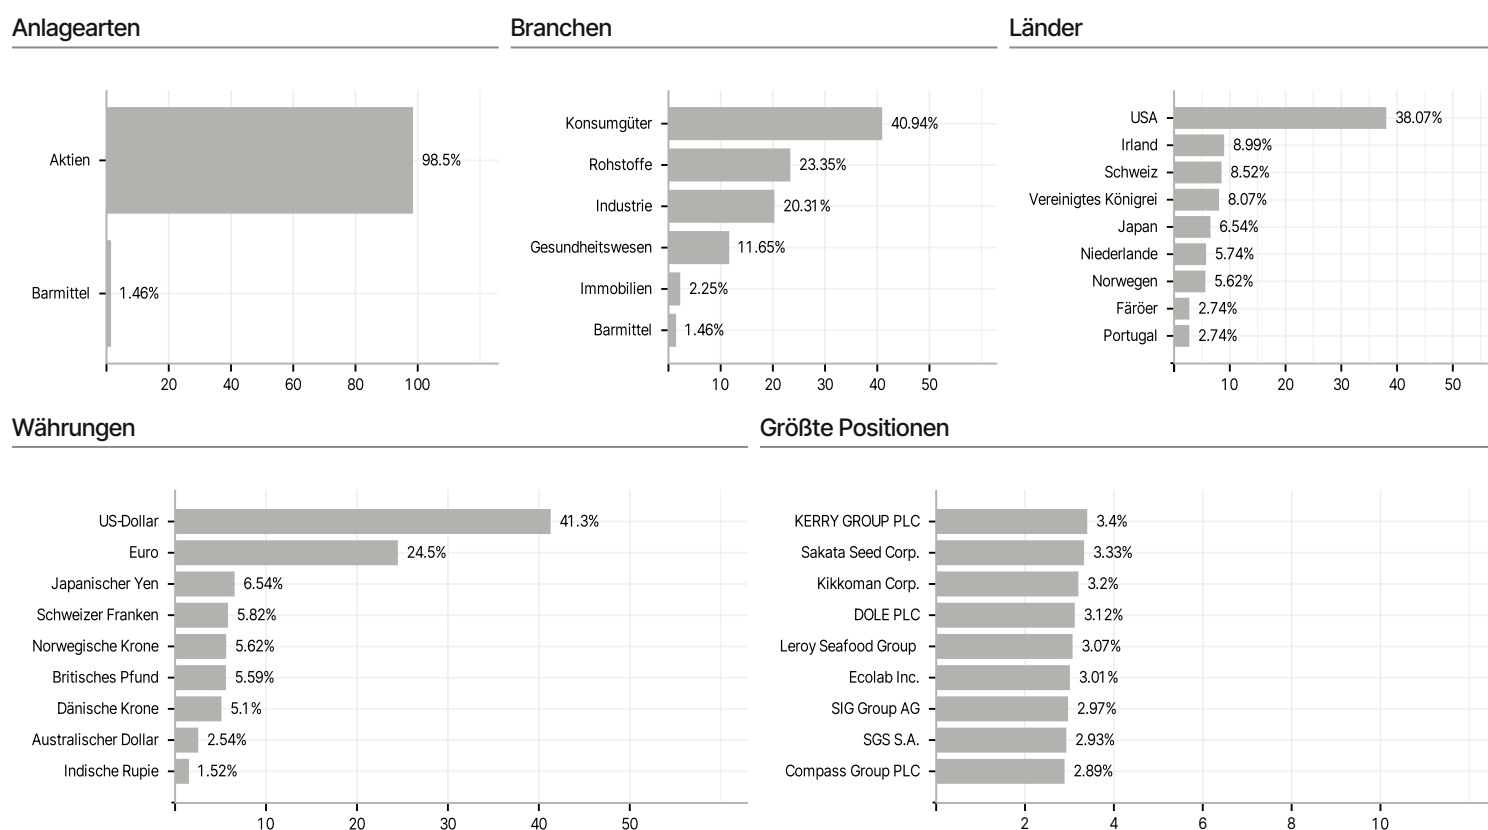 Anlagearten
Aktien 98.5%
Barmittel 1.46%
20 40 60 80 100
Branchen
Konsumgüter 40.94%
Rohstoffe 23.35%
Industrie 20.31%
Gesundheitswesen 11.65%
Immobilien 2.25%
Barmittel 1.46%
10 20 30 40 50
Länder
USA 38.07%
Irland 8.99%
Schweiz 8.52%
Vereinigtes Königrei 8.07%
Japan 6.54%
Niederlande 5.74%
Norwegen 5.62%
Färöer 2.74%
Portugal 2.74%
10 20 30 40 50
Währungen
US-Dollar 41.3%
Euro 24.5%
Japanischer Yen 6.54%
Schweizer Franken 5.82%
Norwegische Krone 5.62%
Britisches Pfund 5.59%
Dänische Krone 5.1%
Australischer Dollar 2.54%
Indische Rupie 1.52%
10 20 30 40 50
Größte Positionen
KERRY GROUP PLC 3.4%
Sakata Seed Corp. 3.33%
Kikkoman Corp. 3.2%
DOLE PLC 3.12%
Leroy Seafood Group 3.07%
Ecolab Inc. 3.01%
SIG Group AG 2.97%
SGS S.A. 2.93%
Compass Group PLC 2.89%
2 4 6 8 10